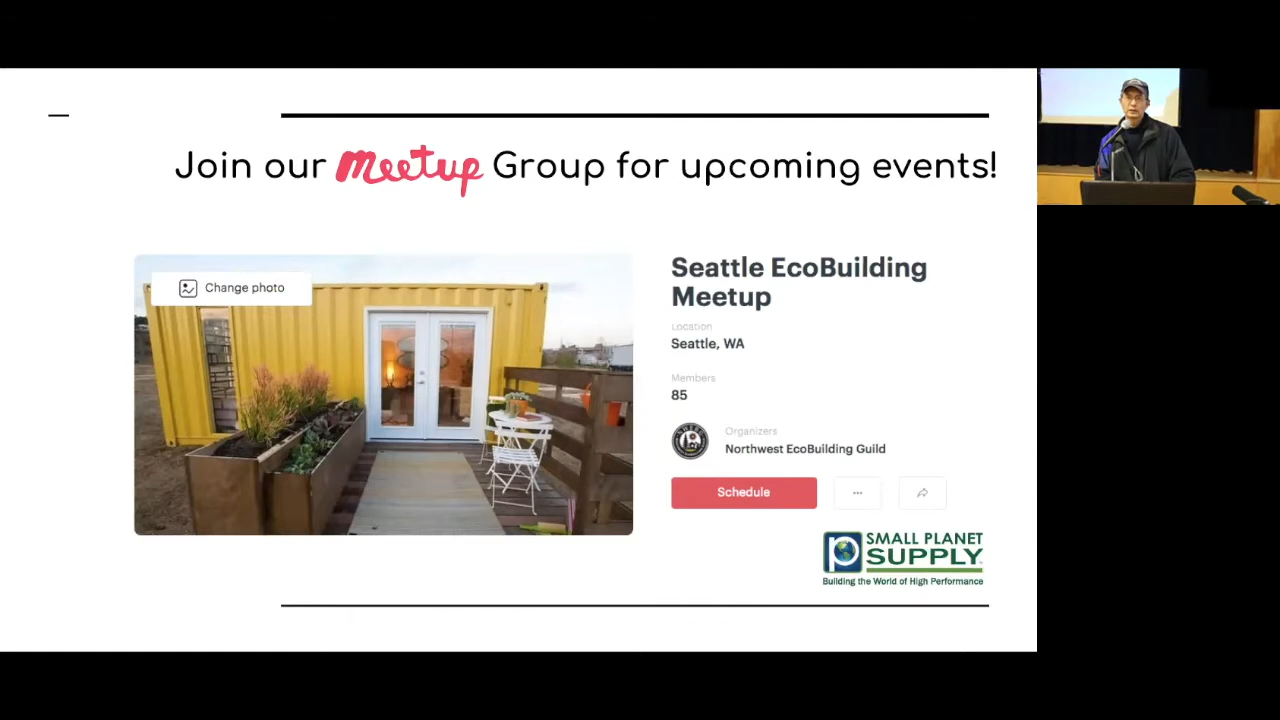 Join our Meetup Group for upcoming events!
Change photo
Seattle EcoBuilding
Meetup
Location
Seattle, WA
Members
85
Organizers
Northwest EcoBuilding Guild
Schedule
SMALL PLANET
SUPPLY
Building the World of High Performance